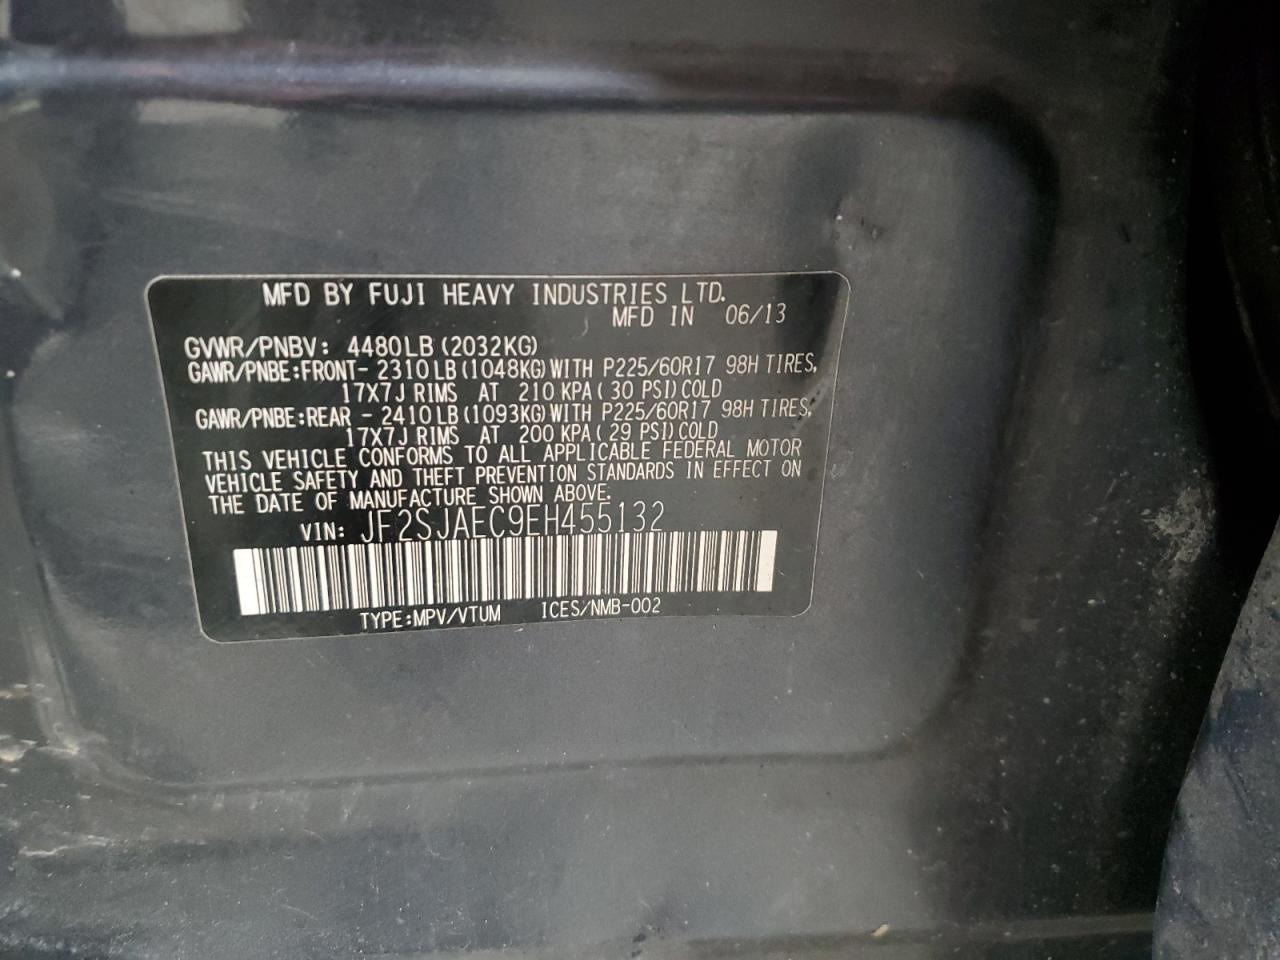 MFD BY FUJI HEAVY INDUSTRIES LTD.
MFD IN 06/13
GVWR/PNBV: 4480LB(2032KG)
GAWR/PNBE:FRONT- 2310LB(1048KG)WITH P225/60R17 98H TIRES,
17X7J RIMS AT 210 KPA( 30 PSI)COLD
GAWR/PNBE:REAR - 2410LB(1093KG)WITH P225/60R17 98H TIRES,
17X7J RIMS AT 200 KPA( 29 PSI)COLD
THIS VEHICLE CONFORMS TO ALL APPLICABLE FEDERAL MOTOR
VEHICLE SAFETY AND THEFT PREVENTION STANDARDS IN EFFECT ON
THE DATE OF MANUFACTURE SHOWN ABOVE.
VIN: JF2SJAEC9EH455132
TYPE:MPV/VTUM ICES/NMB-002